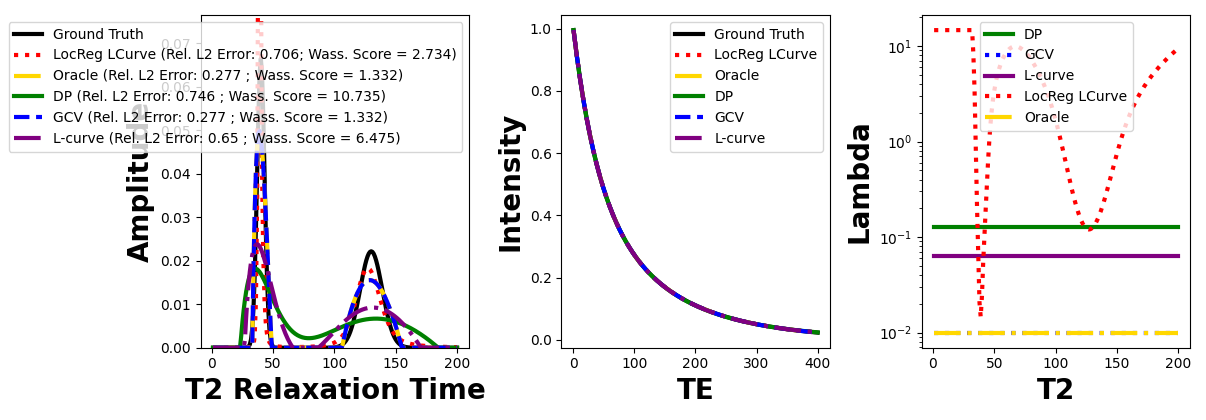 Ground Truth
LocReg LCurve (Rel. L2 Error: 0.706; Wass. Score = 2.734)
Oracle (Rel. L2 Error: 0.277 ; Wass. Score = 1.332)
DP (Rel. L2 Error: 0.746 ; Wass. Score = 10.735)
GCV (Rel. L2 Error: 0.277 ; Wass. Score = 1.332)
L-curve (Rel. L2 Error: 0.65 ; Wass. Score = 6.475)
Amplitude
0.07
0.06
0.05
0.04
0.03
0.02
0.01
0.00
0 50 100 150 200
T2 Relaxation Time
Ground Truth
LocReg LCurve
Oracle
DP
GCV
L-curve
Intensity
1.0
0.8
0.6
0.4
0.2
0.0
0 100 200 300 400
TE
DP
GCV
L-curve
LocReg LCurve
Oracle
Lambda
10¹
10⁰
10⁻¹
10⁻²
0 50 100 150 200
T2